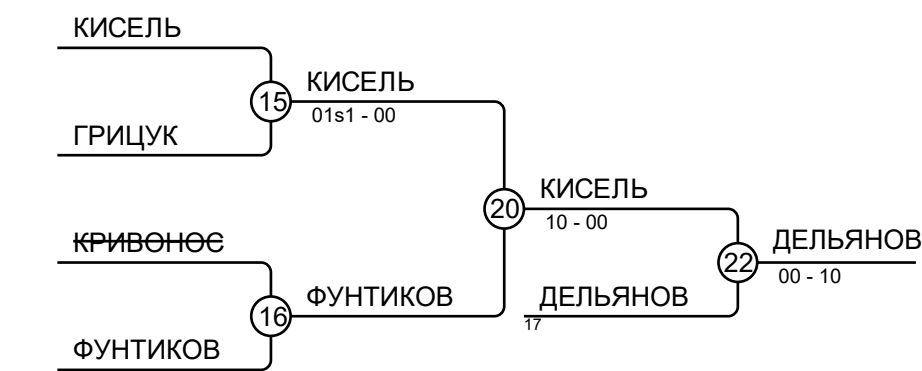 КИСЕЛЬ
15
КИСЕЛЬ
01s1 - 00
ГРИЦУК
20
КИСЕЛЬ
10 - 00
КРИВОНОС
22
ДЕЛЬЯНОВ
00 - 10
16
ФУНТИКОВ
ДЕЛЬЯНОВ
17
ФУНТИКОВ